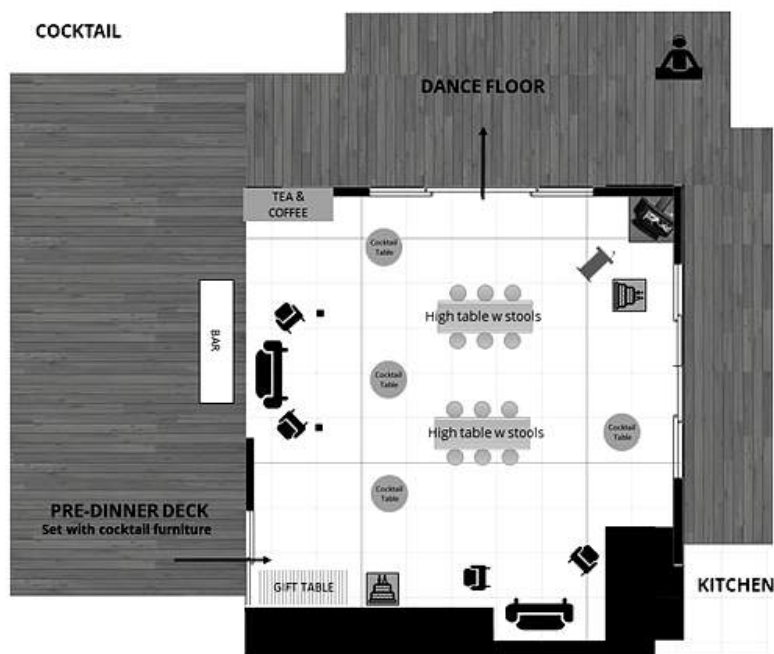 COCKTAIL
DANCE FLOOR
TEA &
COFFEE
Cocktail
Table
High table w stools
BAR
Cocktail
Table
High table w stools
Cocktail
Table
Cocktail
Table
PRE-DINNER DECK
Set with cocktail furniture
GIFT TABLE
KITCHEN